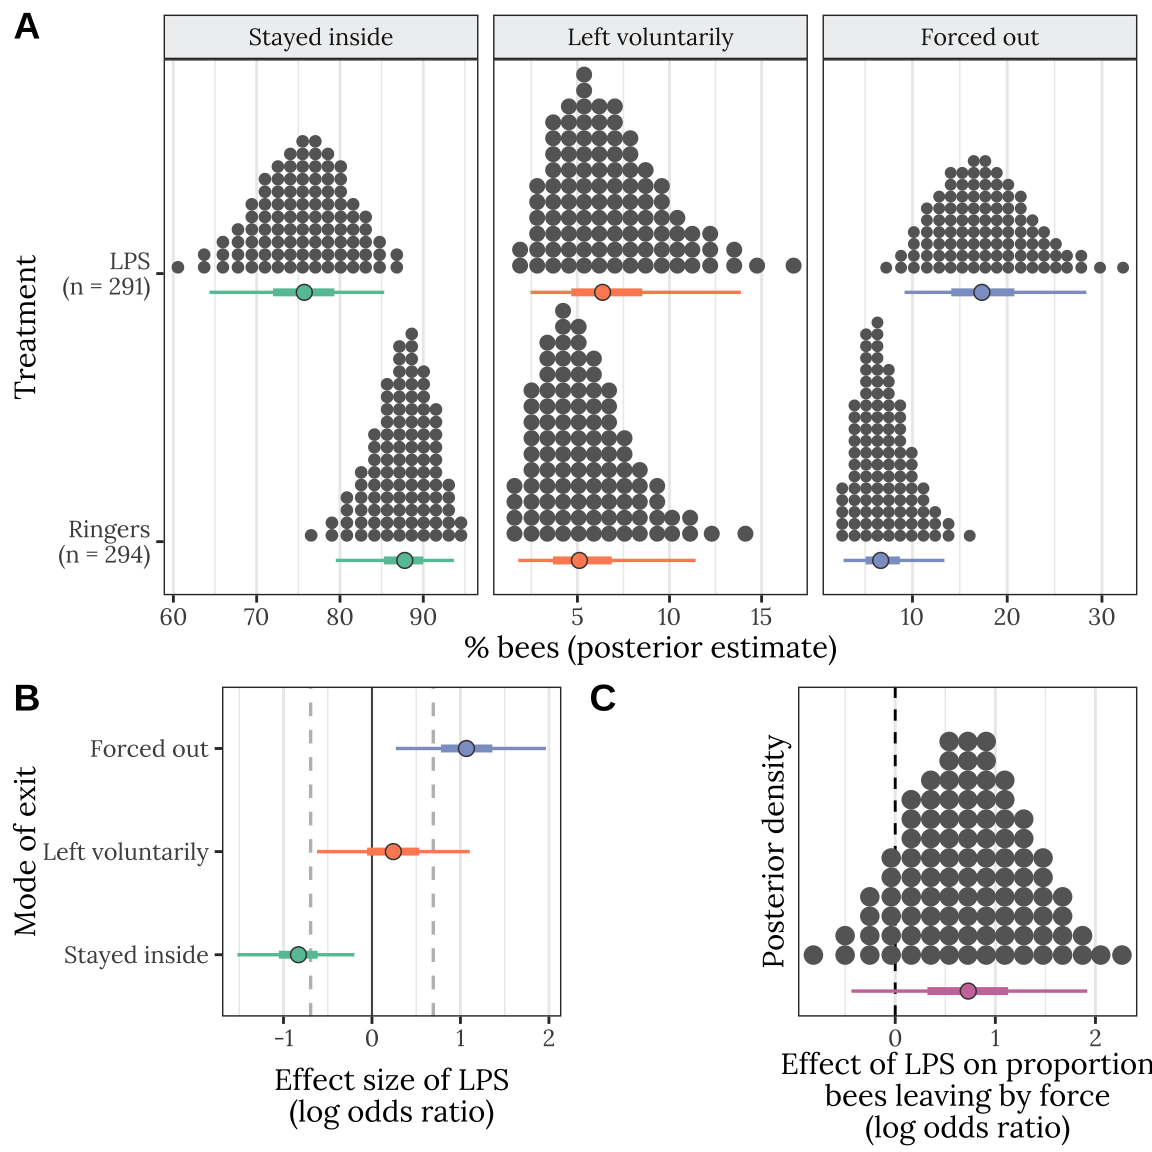 A
Stayed inside
Left voluntarily
Forced out
Treatment
LPS
(n = 291)
Ringers
(n = 294)
60 70 80 90
5 10 15
10 20 30
% bees (posterior estimate)
B
Mode of exit
Forced out
Left voluntarily
Stayed inside
-1 0 1 2
Effect size of LPS
(log odds ratio)
C
Posterior density
0 1 2
Effect of LPS on proportion
bees leaving by force
(log odds ratio)